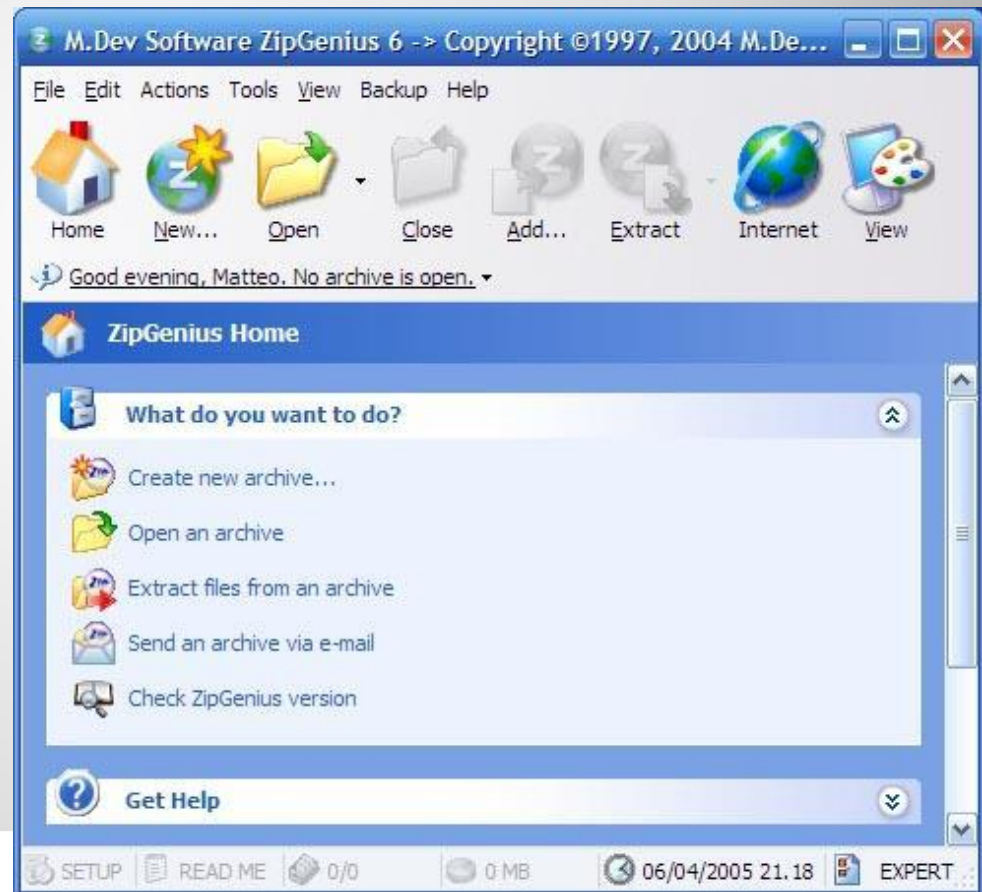 M.Dev Software ZipGenius 6 -> Copyright ©1997, 2004 M.De...
File Edit Actions Tools View Backup Help
Home New... Open Close Add... Extract Internet View
Good evening, Matteo. No archive is open.
ZipGenius Home
What do you want to do?
Create new archive...
Open an archive
Extract files from an archive
Send an archive via e-mail
Check ZipGenius version
Get Help
SETUP READ ME 0/0 0 MB 06/04/2005 21.18 EXPERT